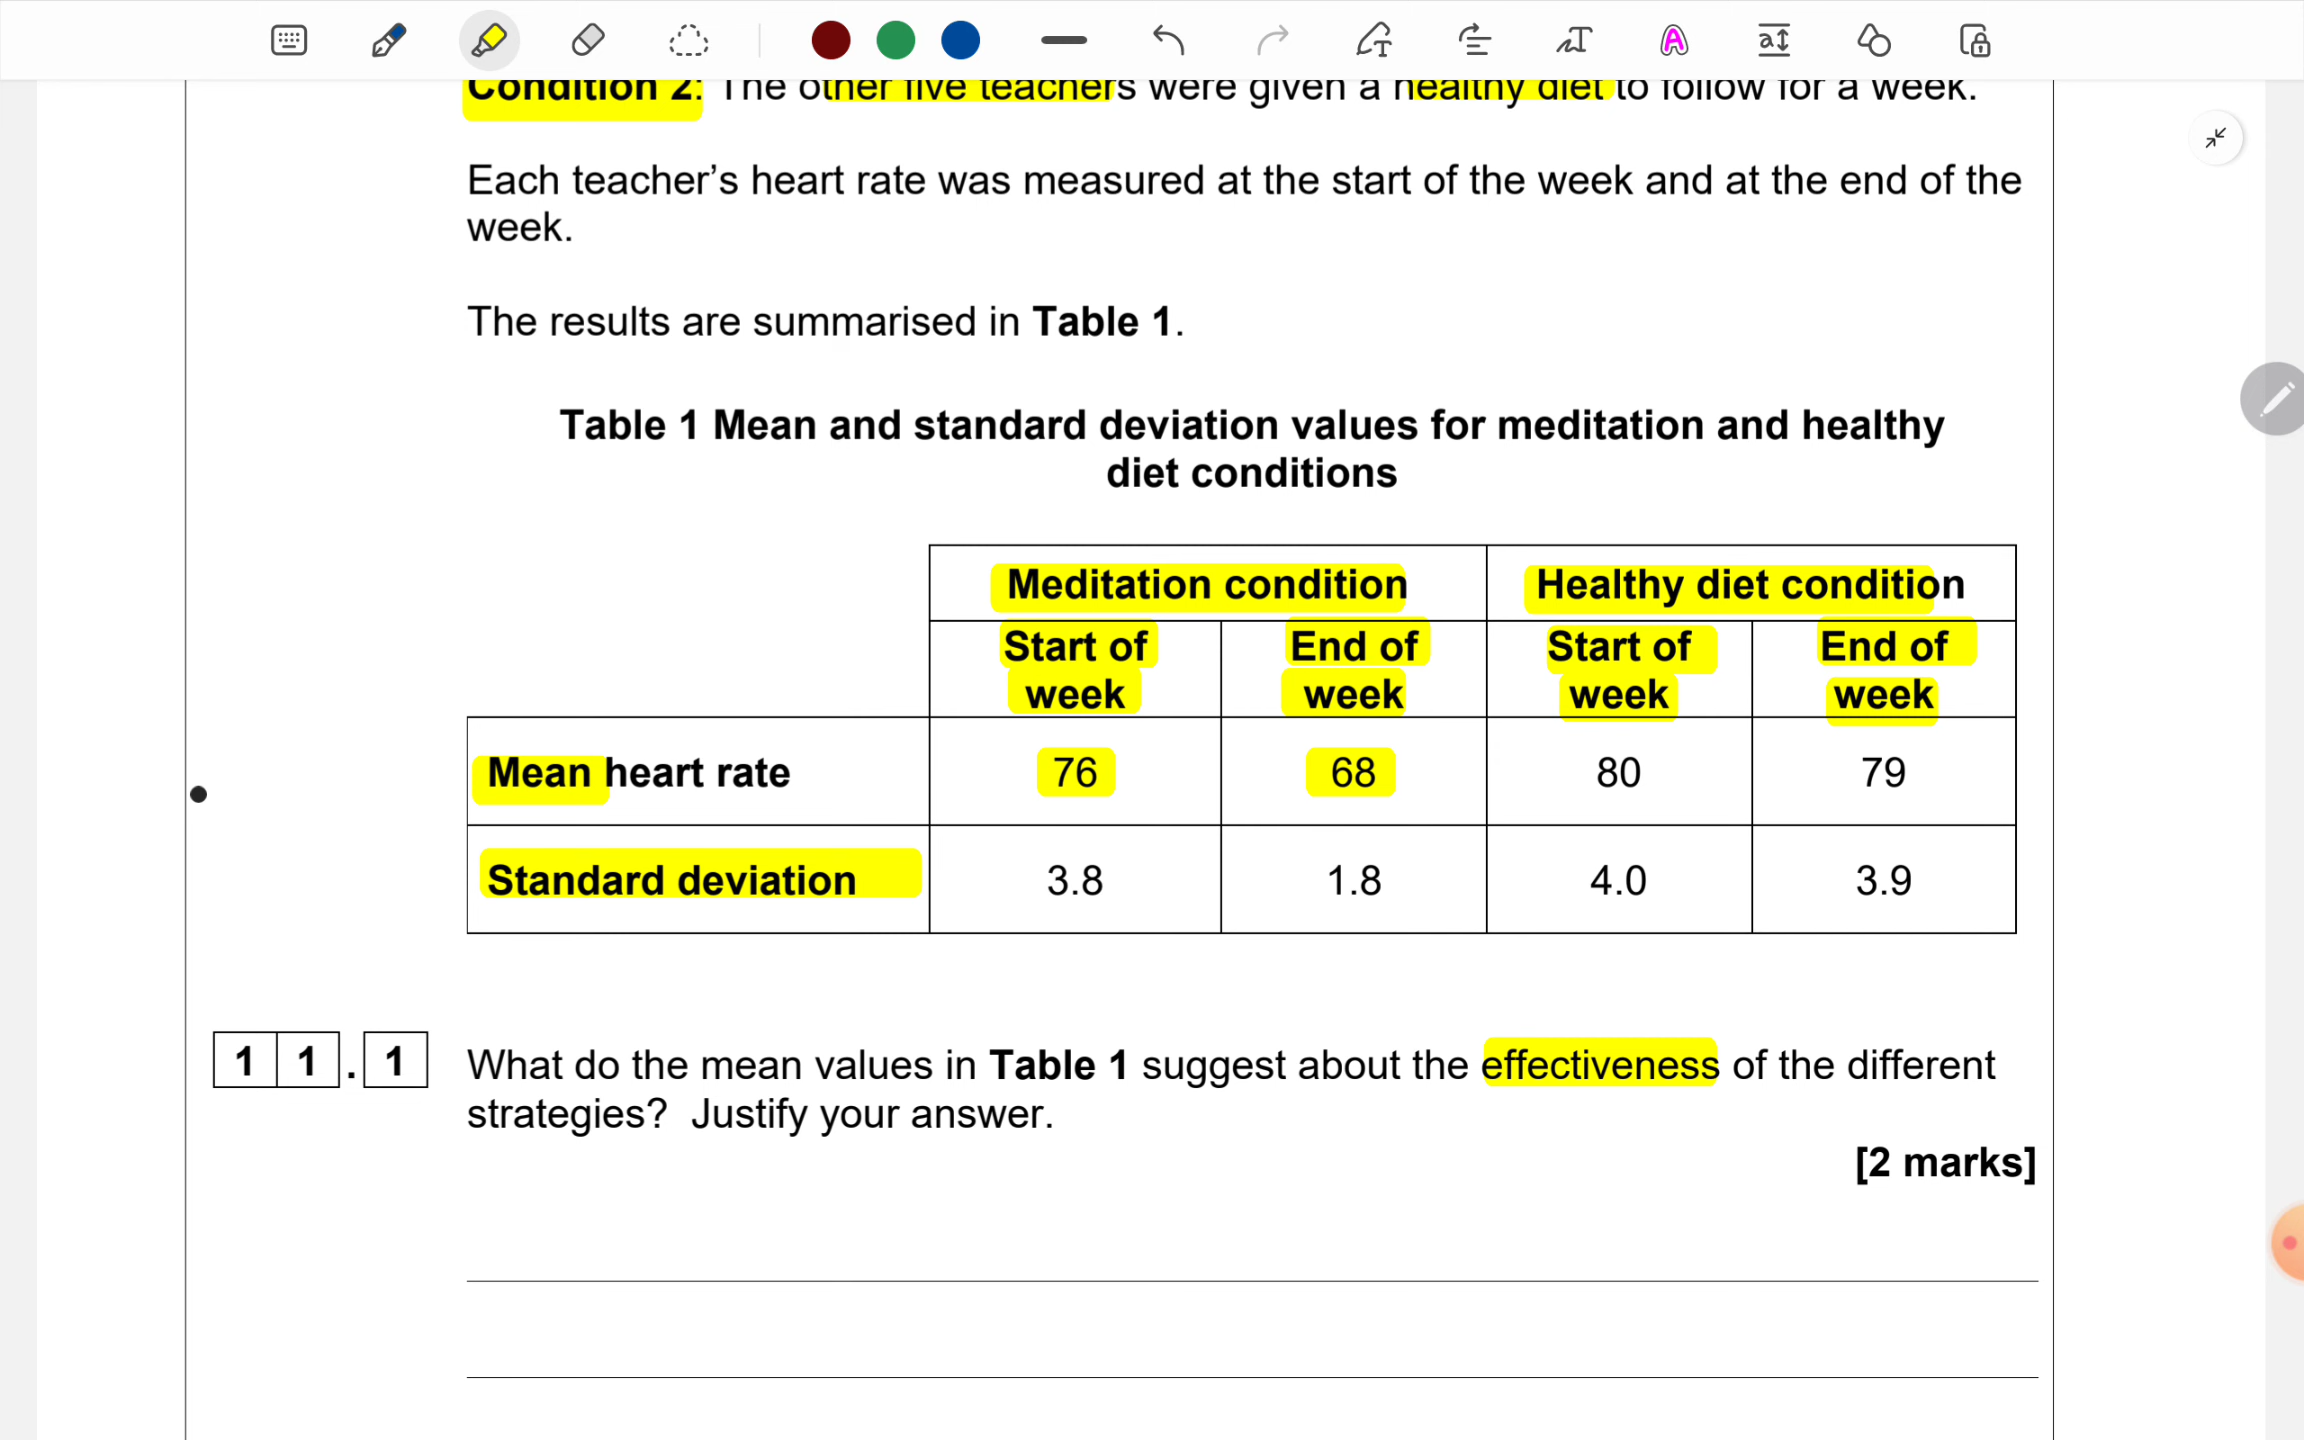 Condition 2: The other five teachers were given a healthy diet to follow for a week.
Each teacher’s heart rate was measured at the start of the week and at the end of the
week.
The results are summarised in Table 1.
Table 1 Mean and standard deviation values for meditation and healthy
diet conditions
Meditation condition Healthy diet condition
Start of week End of week Start of week End of week
Mean heart rate 76 68 80 79
Standard deviation 3.8 1.8 4.0 3.9
1 1 . 1 What do the mean values in Table 1 suggest about the effectiveness of the different
strategies? Justify your answer.
[2 marks]